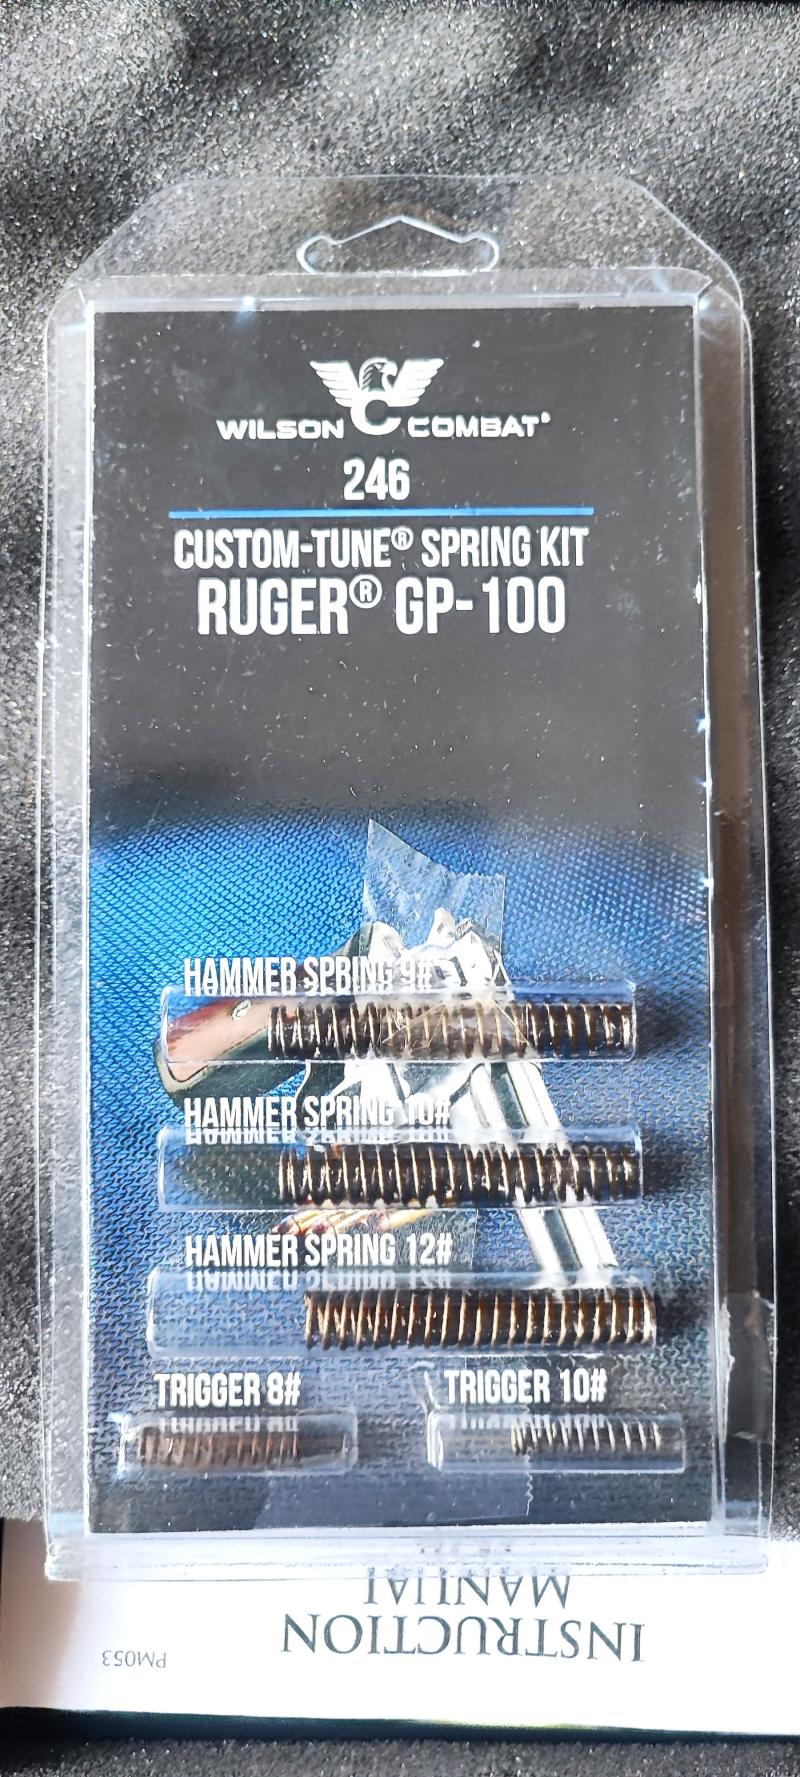 WILSON COMBAT®
246
CUSTOM-TUNE® SPRING KIT
RUGER® GP-100
HAMMER SPRING 9#
HAMMER SPRING 10#
HAMMER SPRING 12#
TRIGGER 8#
TRIGGER 10#
INSTRUCTION
MANUAL
PM053